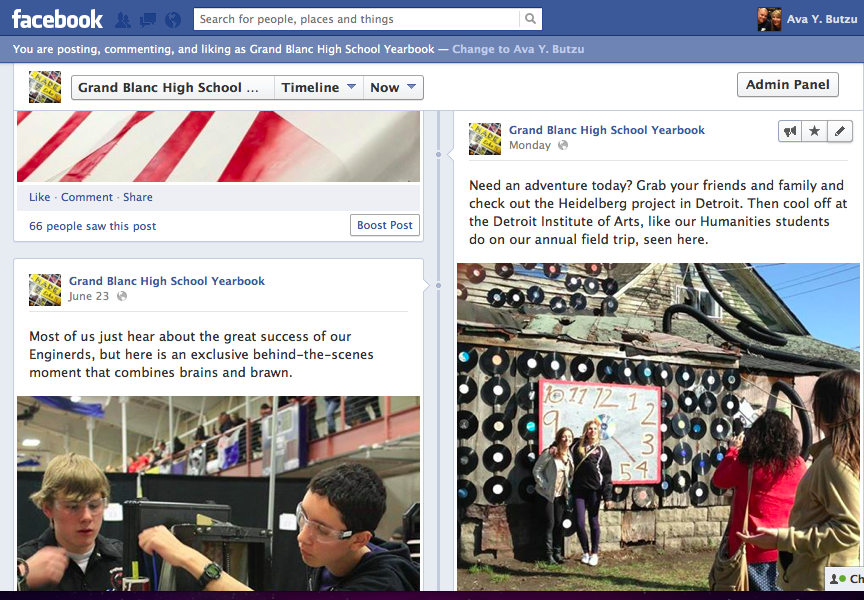 facebook
Search for people, places and things
Ava Y. Butzu
You are posting, commenting, and liking as Grand Blanc High School Yearbook — Change to Ava Y. Butzu
Grand Blanc High School ...
Timeline
Now
Admin Panel
Like · Comment · Share
66 people saw this post
Boost Post
Grand Blanc High School Yearbook
June 23
Most of us just hear about the great success of our
Enginerds, but here is an exclusive behind-the-scenes
moment that combines brains and brawn.
Grand Blanc High School Yearbook
Monday
Need an adventure today? Grab your friends and family and
check out the Heidelberg project in Detroit. Then cool off at
the Detroit Institute of Arts, like our Humanities students
do on our annual field trip, seen here.
10 11 12 1
9 2
3
5 4
Ch